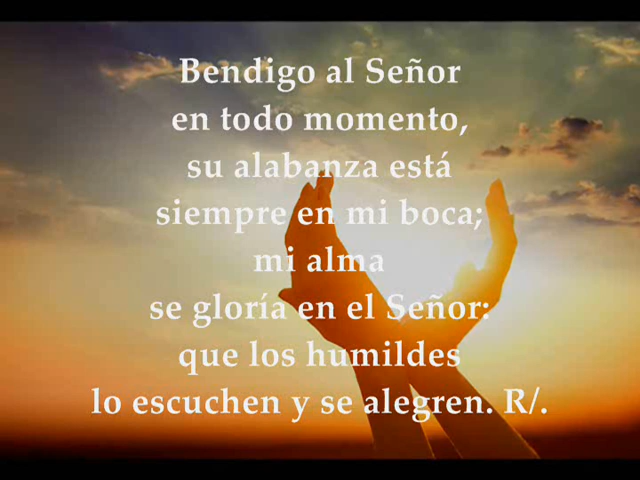 Bendigo al Señor
en todo momento,
su alabanza está
siempre en mi boca;
mi alma
se gloría en el Señor:
que los humildes
lo escuchen y se alegren. R/.